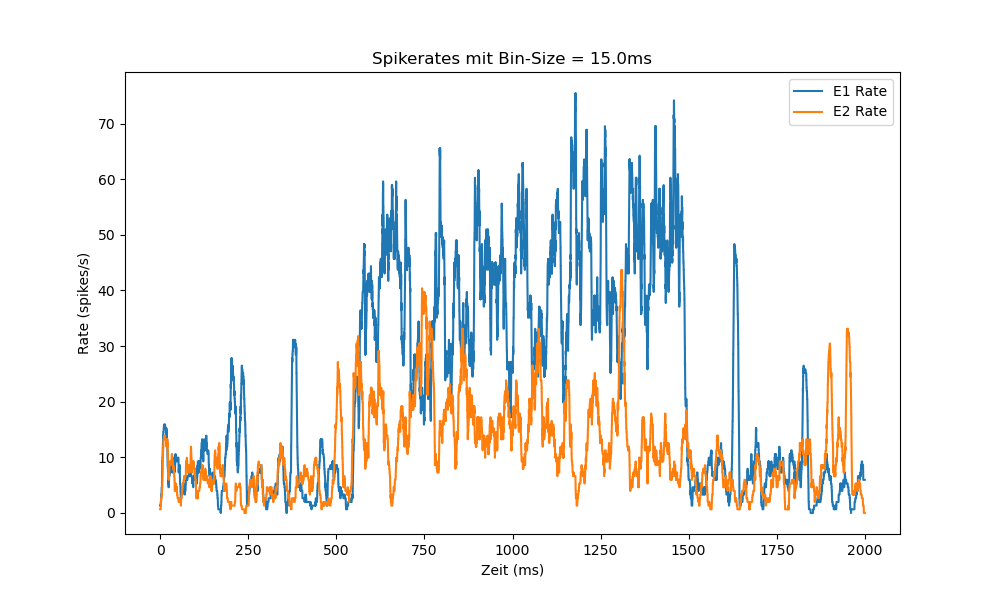 Spikerates mit Bin-Size = 15.0ms
E1 Rate
E2 Rate
Rate (spikes/s)
70
60
50
40
30
20
10
0
0 250 500 750 1000 1250 1500 1750 2000
Zeit (ms)